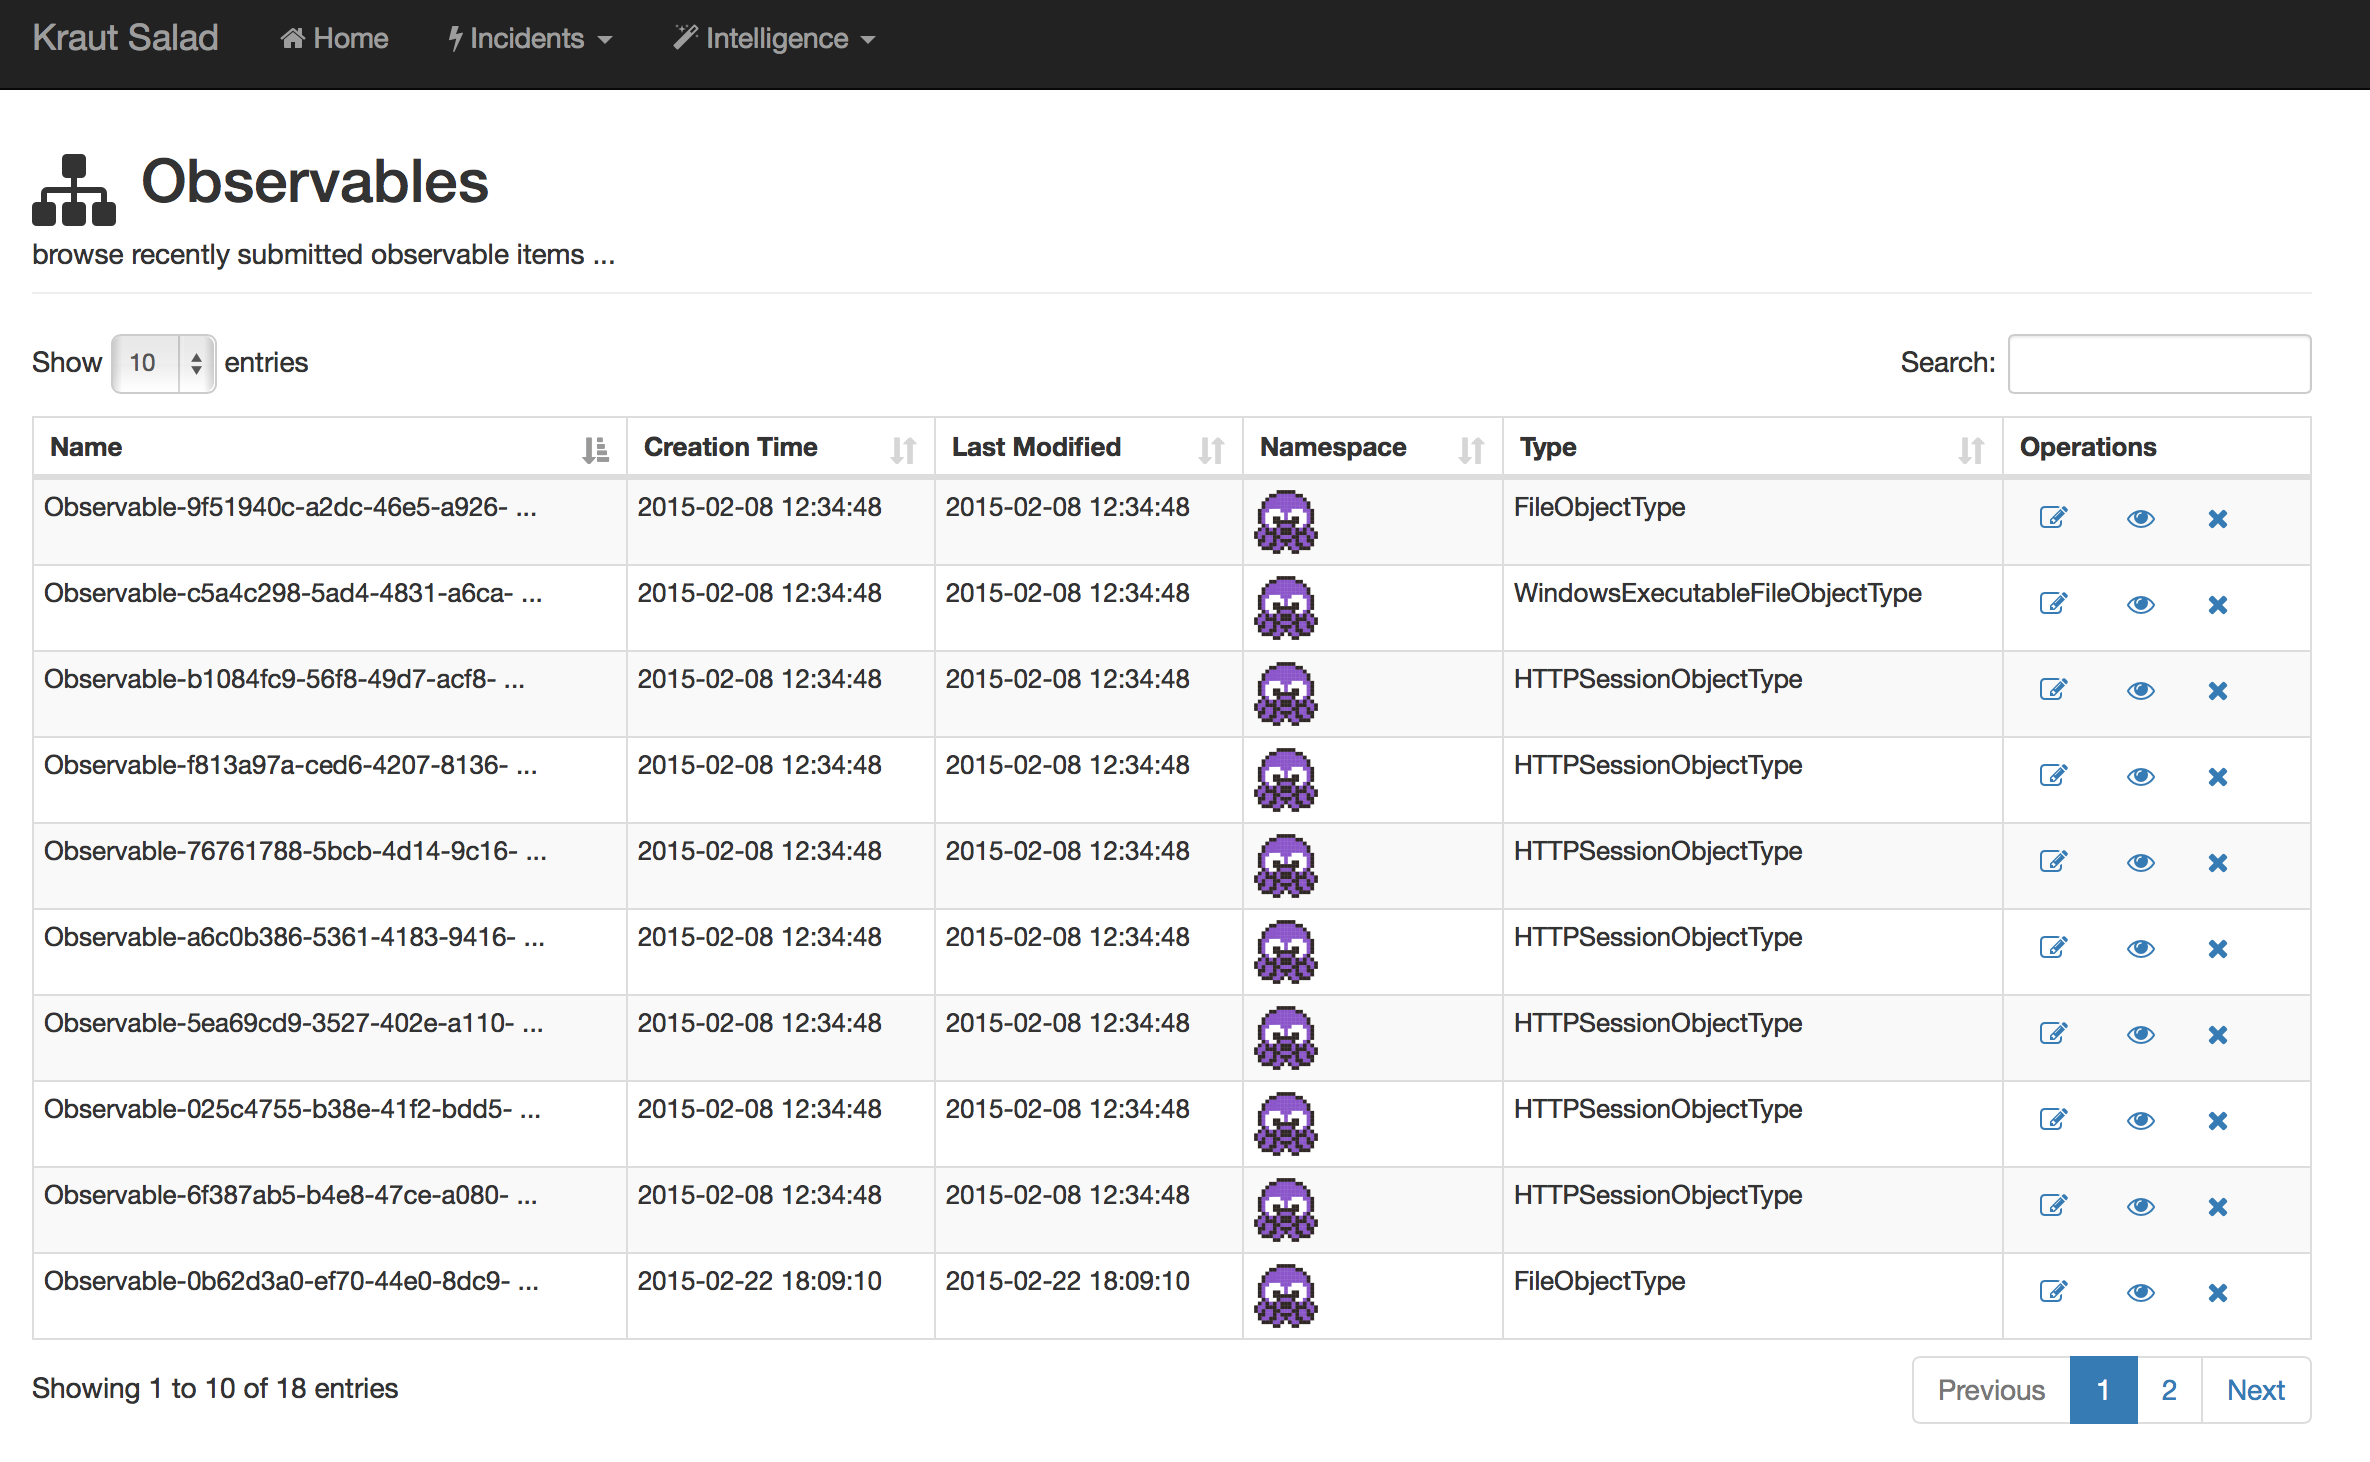 Kraut Salad Home Incidents Intelligence
Observables
browse recently submitted observable items ...
Show 10 entries Search:
Name Creation Time Last Modified Namespace Type Operations
Observable-9f51940c-a2dc-46e5-a926- ... 2015-02-08 12:34:48 2015-02-08 12:34:48 FileObjectType
Observable-c5a4c298-5ad4-4831-a6ca- ... 2015-02-08 12:34:48 2015-02-08 12:34:48 WindowsExecutableFileObjectType
Observable-b1084fc9-56f8-49d7-acf8- ... 2015-02-08 12:34:48 2015-02-08 12:34:48 HTTPSessionObjectType
Observable-f813a97a-ced6-4207-8136- ... 2015-02-08 12:34:48 2015-02-08 12:34:48 HTTPSessionObjectType
Observable-76761788-5bcb-4d14-9c16- ... 2015-02-08 12:34:48 2015-02-08 12:34:48 HTTPSessionObjectType
Observable-a6c0b386-5361-4183-9416- ... 2015-02-08 12:34:48 2015-02-08 12:34:48 HTTPSessionObjectType
Observable-5ea69cd9-3527-402e-a110- ... 2015-02-08 12:34:48 2015-02-08 12:34:48 HTTPSessionObjectType
Observable-025c4755-b38e-41f2-bdd5- ... 2015-02-08 12:34:48 2015-02-08 12:34:48 HTTPSessionObjectType
Observable-6f387ab5-b4e8-47ce-a080- ... 2015-02-08 12:34:48 2015-02-08 12:34:48 HTTPSessionObjectType
Observable-0b62d3a0-ef70-44e0-8dc9- ... 2015-02-22 18:09:10 2015-02-22 18:09:10 FileObjectType
Showing 1 to 10 of 18 entries Previous 1 2 Next